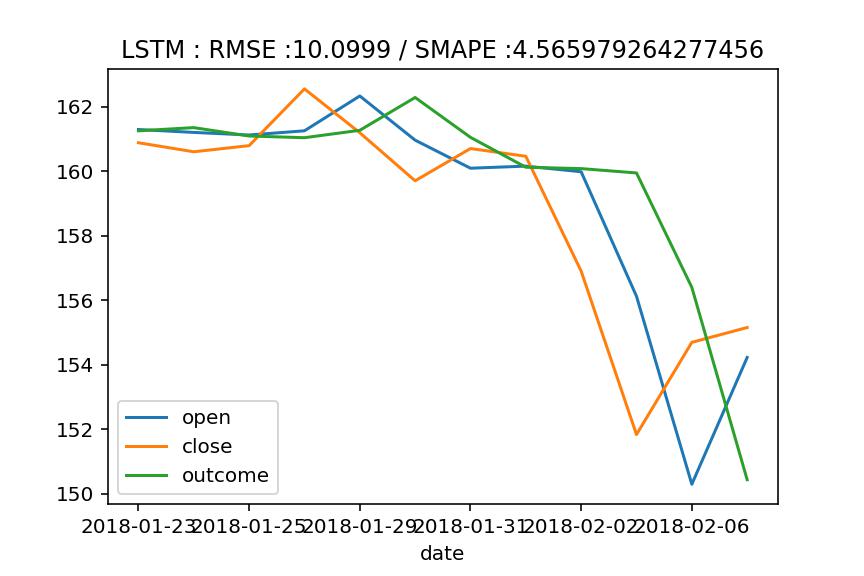 LSTM : RMSE :10.0999 / SMAPE :4.565979264277456
162
160
158
156
154
152
150
open
close
outcome
2018-01-23 2018-01-25 2018-01-29 2018-01-31 2018-02-02 2018-02-06
date